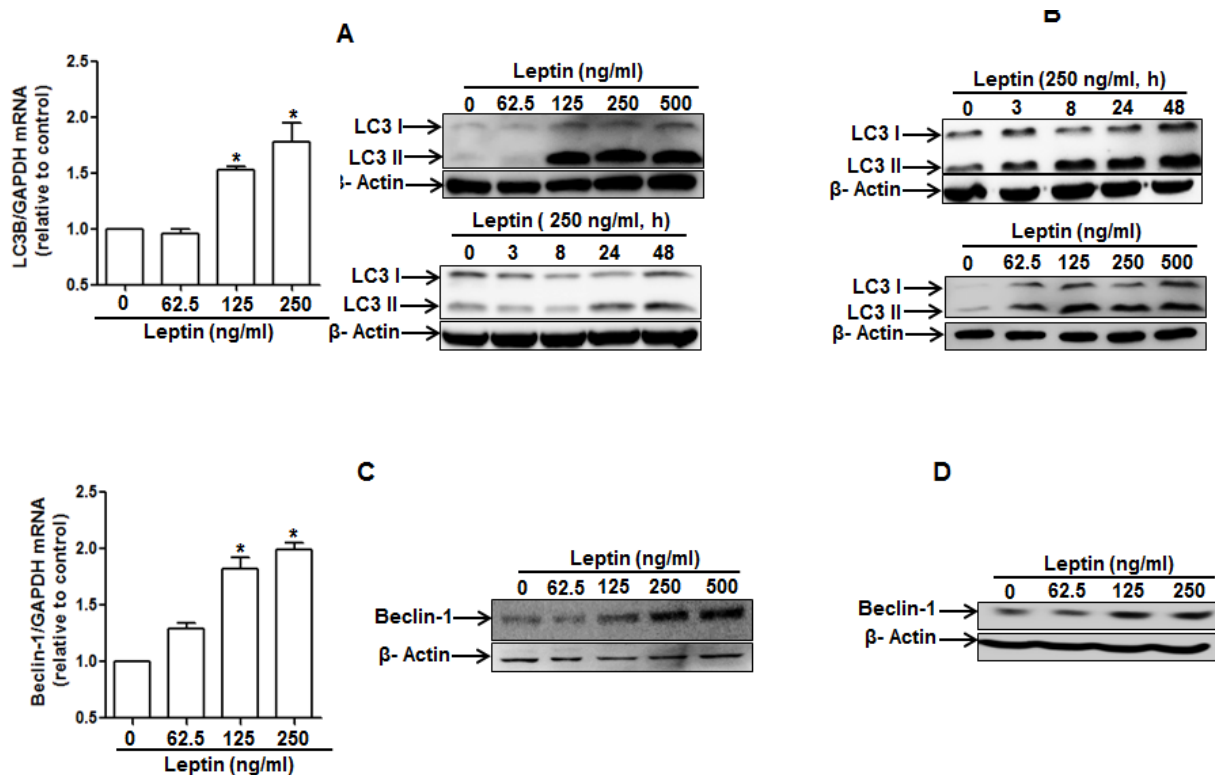 A
B
LC3B/GAPDH mRNA
(relative to control)
2.5
2.0
1.5
1.0
0.5
0 62.5 125 250
Leptin (ng/ml)
*
*
Leptin (ng/ml)
0 62.5 125 250 500
LC3 I
LC3 II
β- Actin
Leptin ( 250 ng/ml, h)
0 3 8 24 48
LC3 I
LC3 II
β- Actin
Leptin (250 ng/ml, h)
0 3 8 24 48
LC3 I
LC3 II
β- Actin
Leptin (ng/ml)
0 62.5 125 250 500
LC3 I
LC3 II
β- Actin
C
D
Beclin-1/GAPDH mRNA
(relative to control)
2.5
2.0
1.5
1.0
0.5
0 62.5 125 250
Leptin (ng/ml)
*
*
Leptin (ng/ml)
0 62.5 125 250 500
Beclin-1
β- Actin
Leptin (ng/ml)
0 62.5 125 250
Beclin-1
β- Actin